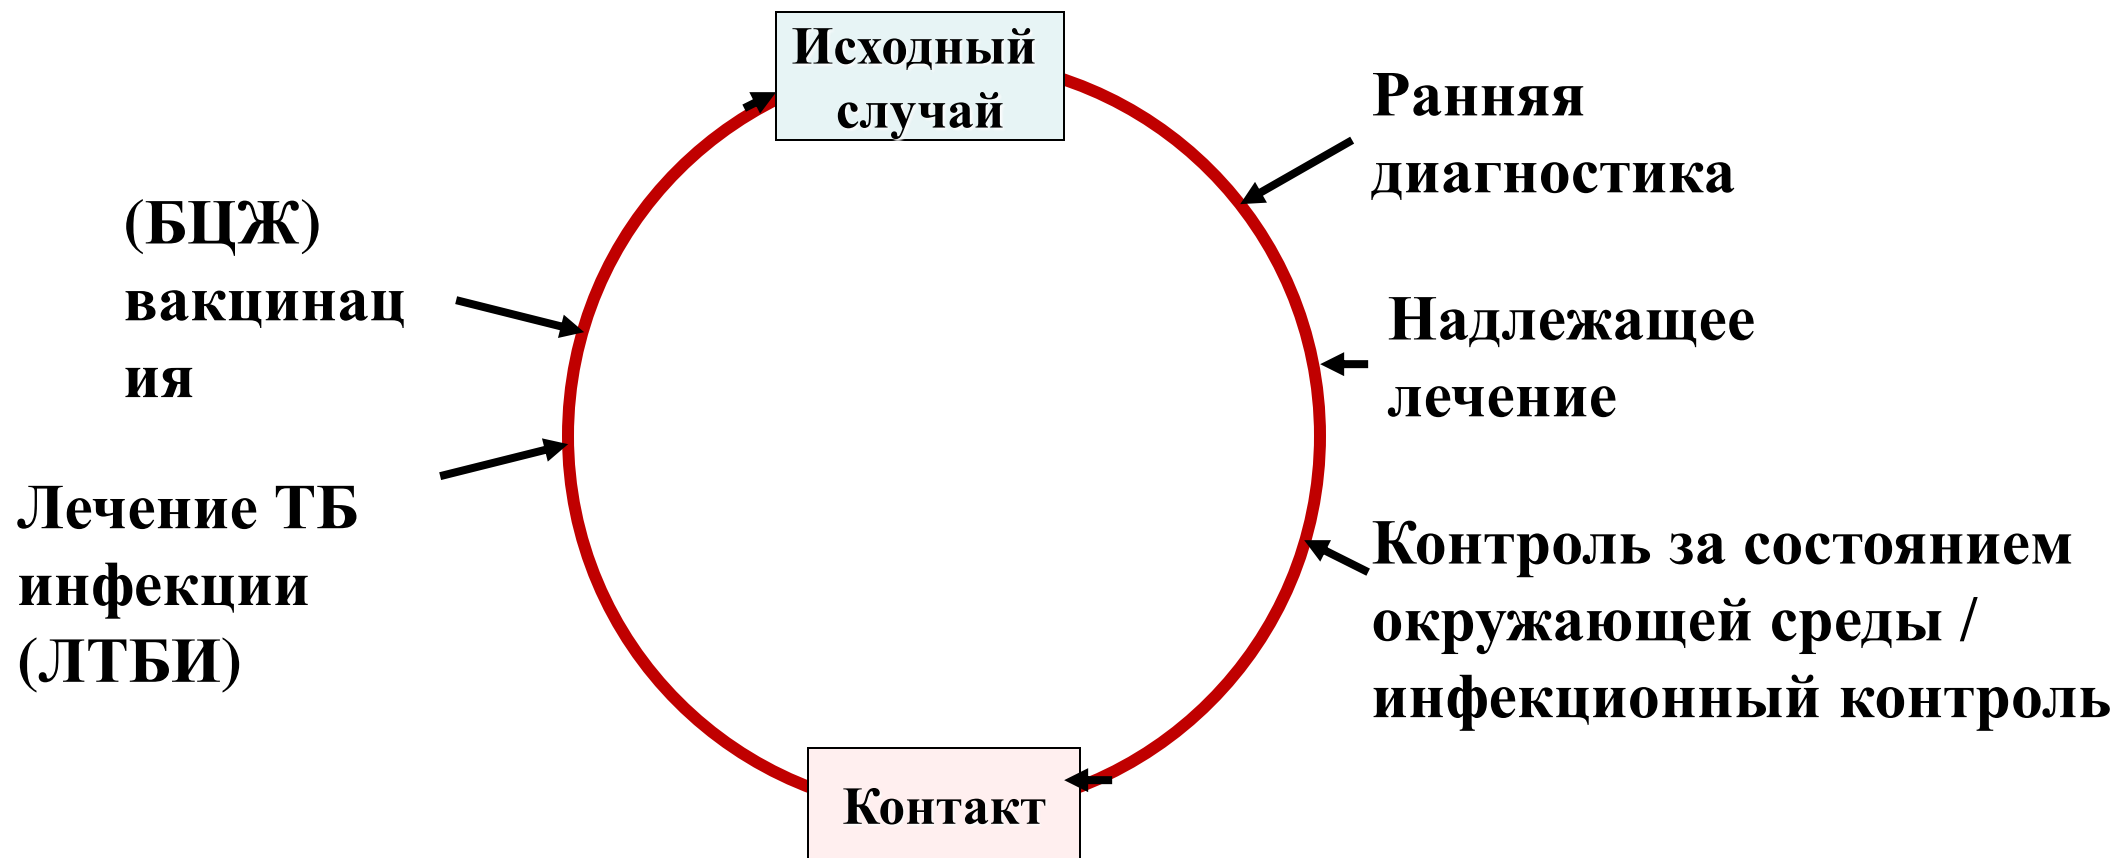 Исходный
случай
Ранняя
диагностика
(БЦЖ)
вакцинац
ия
Надлежащее
лечение
Лечение ТБ
инфекции
(ЛТБИ)
Контроль за состоянием
окружающей среды /
инфекционный контроль
Контакт